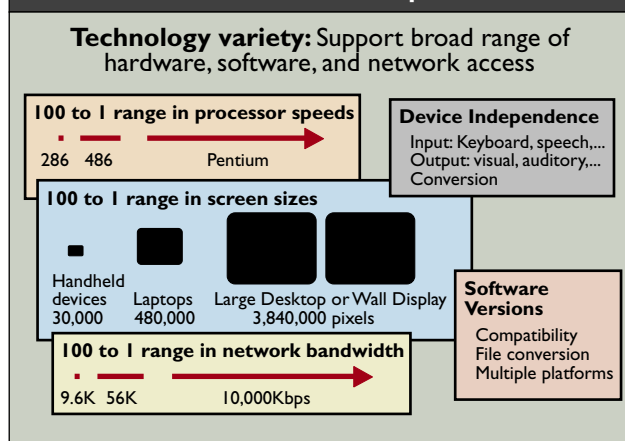 Technology variety: Support broad range of
hardware, software, and network access
100 to 1 range in processor speeds
286 486 Pentium
Device Independence
Input: Keyboard, speech,...
Output: visual, auditory,...
Conversion
100 to 1 range in screen sizes
Handheld
devices
30,000
Laptops
480,000
Large Desktop or Wall Display
3,840,000 pixels
Software
Versions
Compatibility
File conversion
Multiple platforms
100 to 1 range in network bandwidth
9.6K 56K 10,000Kbps